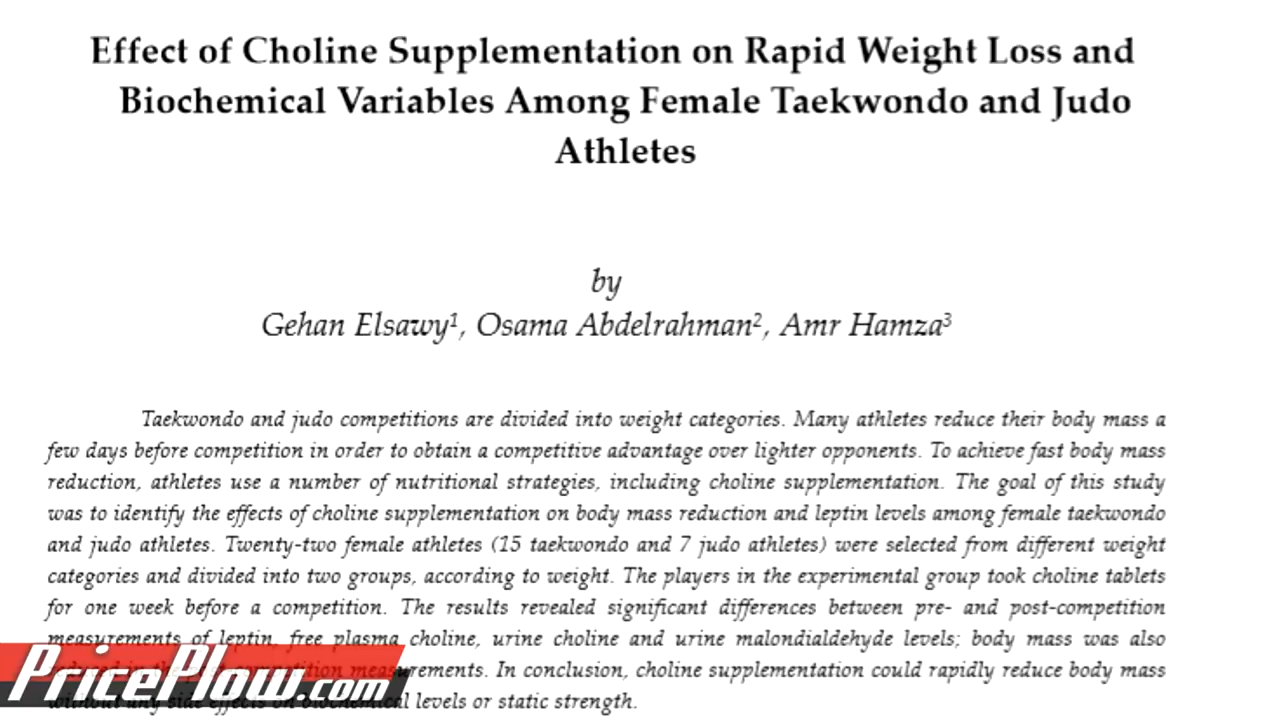 Effect of Choline Supplementation on Rapid Weight Loss and
Biochemical Variables Among Female Taekwondo and Judo
Athletes
by
Gehan Elsawy1, Osama Abdelrahman2, Amr Hamza3
Taekwondo and judo competitions are divided into weight categories. Many athletes reduce their body mass a
few days before competition in order to obtain a competitive advantage over lighter opponents. To achieve fast body mass
reduction, athletes use a number of nutritional strategies, including choline supplementation. The goal of this study
was to identify the effects of choline supplementation on body mass reduction and leptin levels among female taekwondo
and judo athletes. Twenty-two female athletes (15 taekwondo and 7 judo athletes) were selected from different weight
categories and divided into two groups, according to weight. The players in the experimental group took choline tablets
for one week before a competition. The results revealed significant differences between pre- and post-competition
measurements of leptin, free plasma choline, urine choline and urine malondialdehyde levels; body mass was also
measurements. In conclusion, choline supplementation could rapidly reduce body mass
without any side effects on biochemical levels or static strength.
PricePlow.com